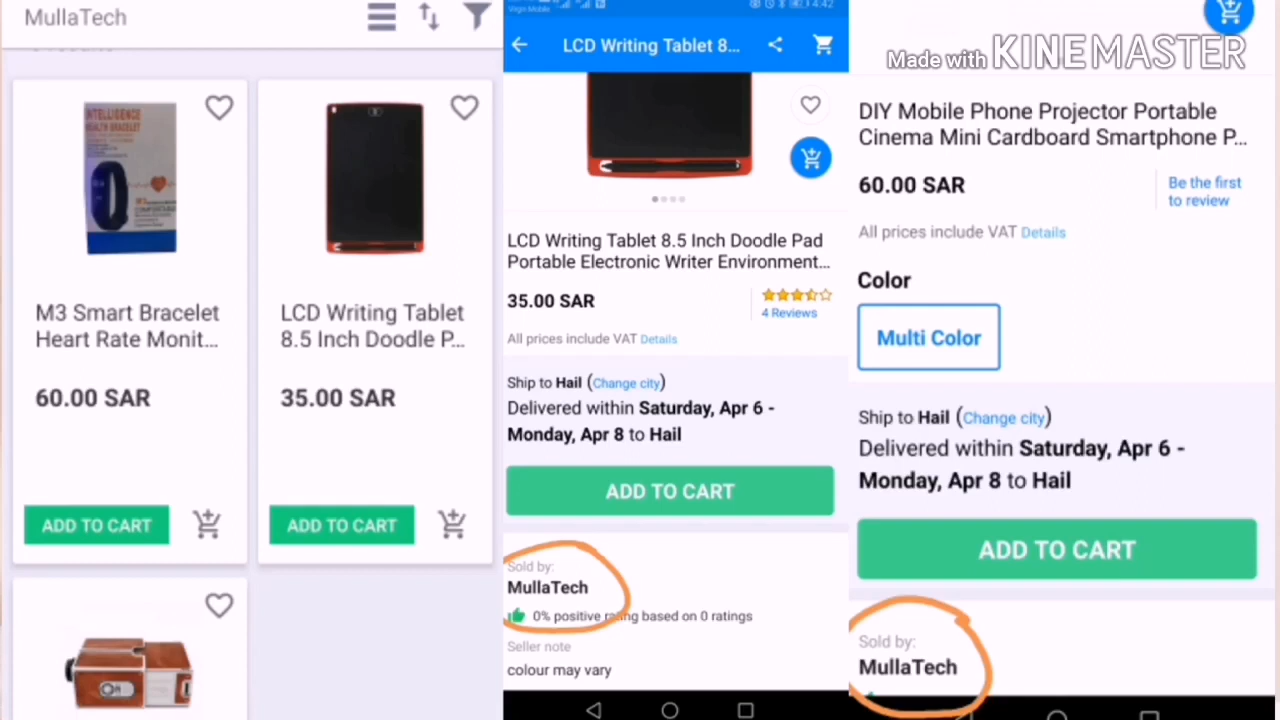 MullaTech
INTELLIGENCE
HEALTH BRACELET
M3 Smart Bracelet
Heart Rate Monit...
60.00 SAR
ADD TO CART
LCD Writing Tablet
8.5 Inch Doodle P...
35.00 SAR
ADD TO CART
Virgin Mobile
4:42
LCD Writing Tablet 8...
LCD Writing Tablet 8.5 Inch Doodle Pad
Portable Electronic Writer Environment...
35.00 SAR
4 Reviews
All prices include VAT Details
Ship to Hail (Change city)
Delivered within Saturday, Apr 6 -
Monday, Apr 8 to Hail
ADD TO CART
Sold by:
MullaTech
0% positive rating based on 0 ratings
Seller note
colour may vary
Made with KINEMASTER
DIY Mobile Phone Projector Portable
Cinema Mini Cardboard Smartphone P...
60.00 SAR
Be the first
to review
All prices include VAT Details
Color
Multi Color
Ship to Hail (Change city)
Delivered within Saturday, Apr 6 -
Monday, Apr 8 to Hail
ADD TO CART
Sold by:
MullaTech